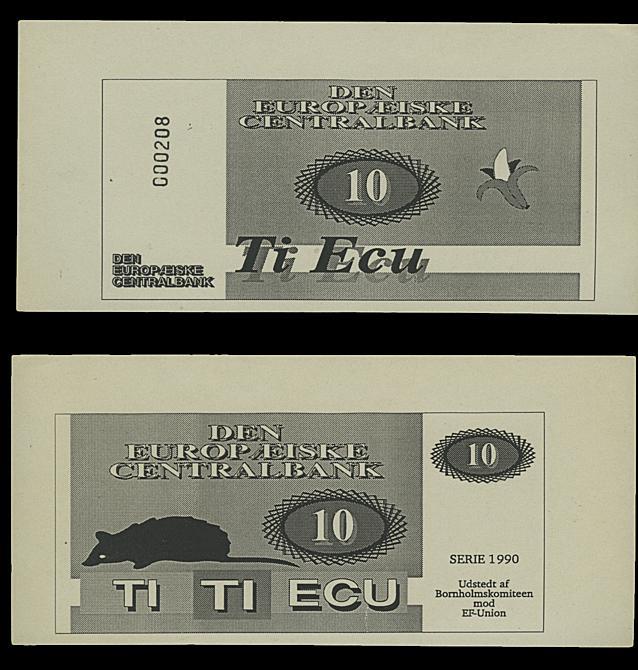 000208
DEN
EUROPÆISKE
CENTRALBANK
10
Ti Ecu
DEN
EUROPÆISKE
CENTRALBANK
DEN
EUROPÆISKE
CENTRALBANK
10
10
TI TI ECU
SERIE 1990
Udstedt af
Bornholmskomiteen
mod
EF-Union